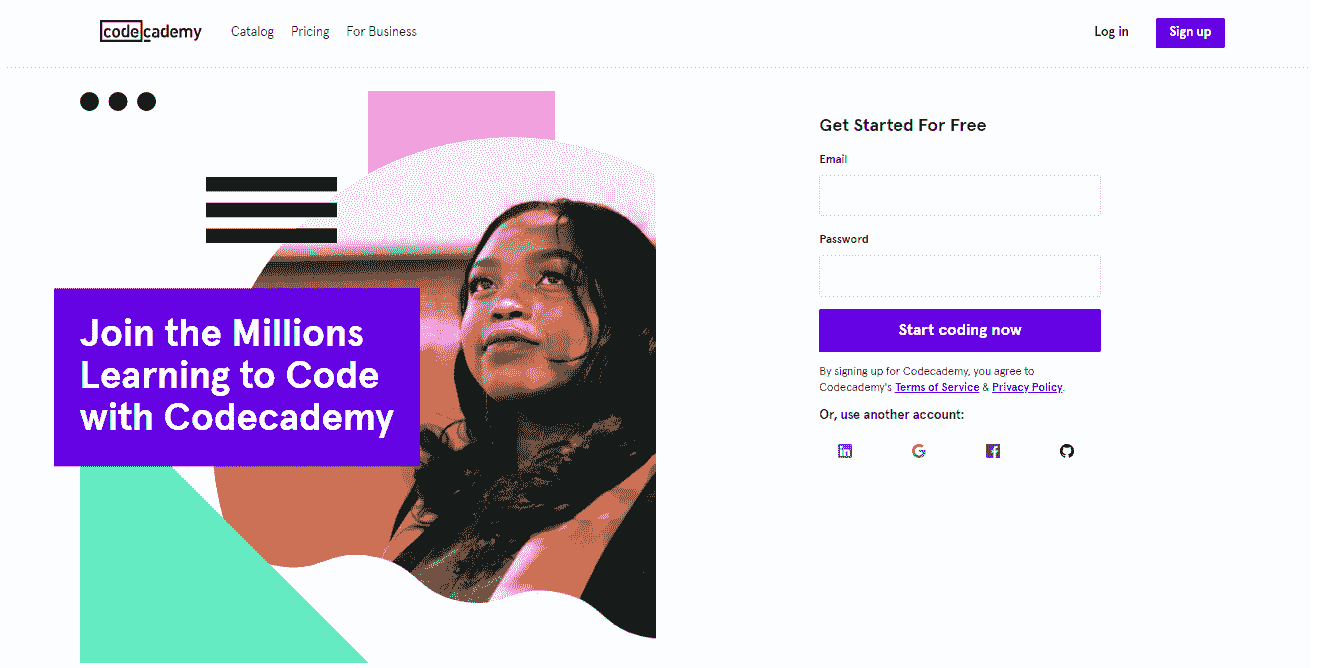 codecademy
Catalog
Pricing
For Business
Log in
Sign up
Join the Millions
Learning to Code
with Codecademy
Get Started For Free
Email
Password
Start coding now
By signing up for Codecademy, you agree to
Codecademy's Terms of Service & Privacy Policy.
Or, use another account:
in
G
f